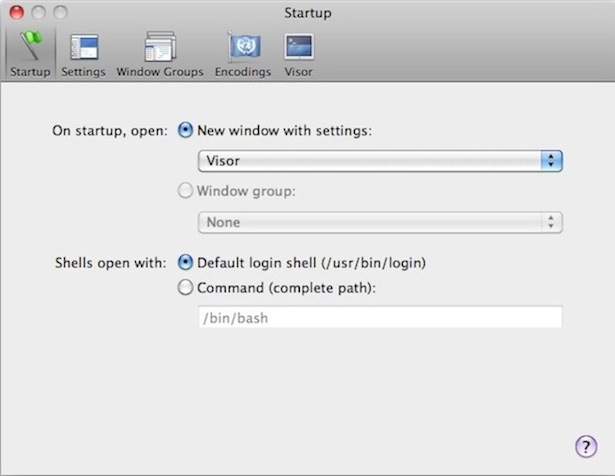 Startup
Startup Settings Window Groups Encodings Visor
On startup, open: New window with settings:
Visor
Window group:
None
Shells open with: Default login shell (/usr/bin/login)
Command (complete path):
/bin/bash
?